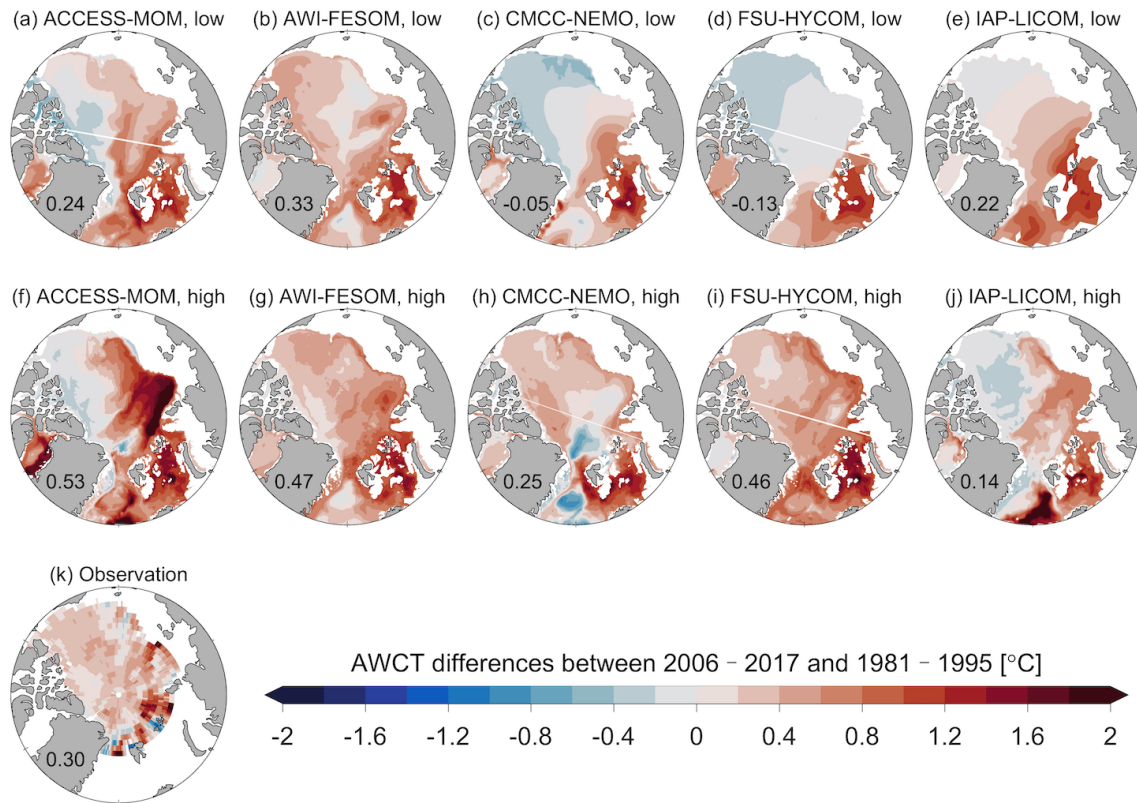 (a) ACCESS-MOM, low
(b) AWI-FESOM, low
(c) CMCC-NEMO, low
(d) FSU-HYCOM, low
(e) IAP-LICOM, low
0.24
0.33
-0.05
-0.13
0.22
(f) ACCESS-MOM, high
(g) AWI-FESOM, high
(h) CMCC-NEMO, high
(i) FSU-HYCOM, high
(j) IAP-LICOM, high
0.53
0.47
0.25
0.46
0.14
(k) Observation
0.30
AWCT differences between 2006 - 2017 and 1981 - 1995 [°C]
-2 -1.6 -1.2 -0.8 -0.4 0 0.4 0.8 1.2 1.6 2